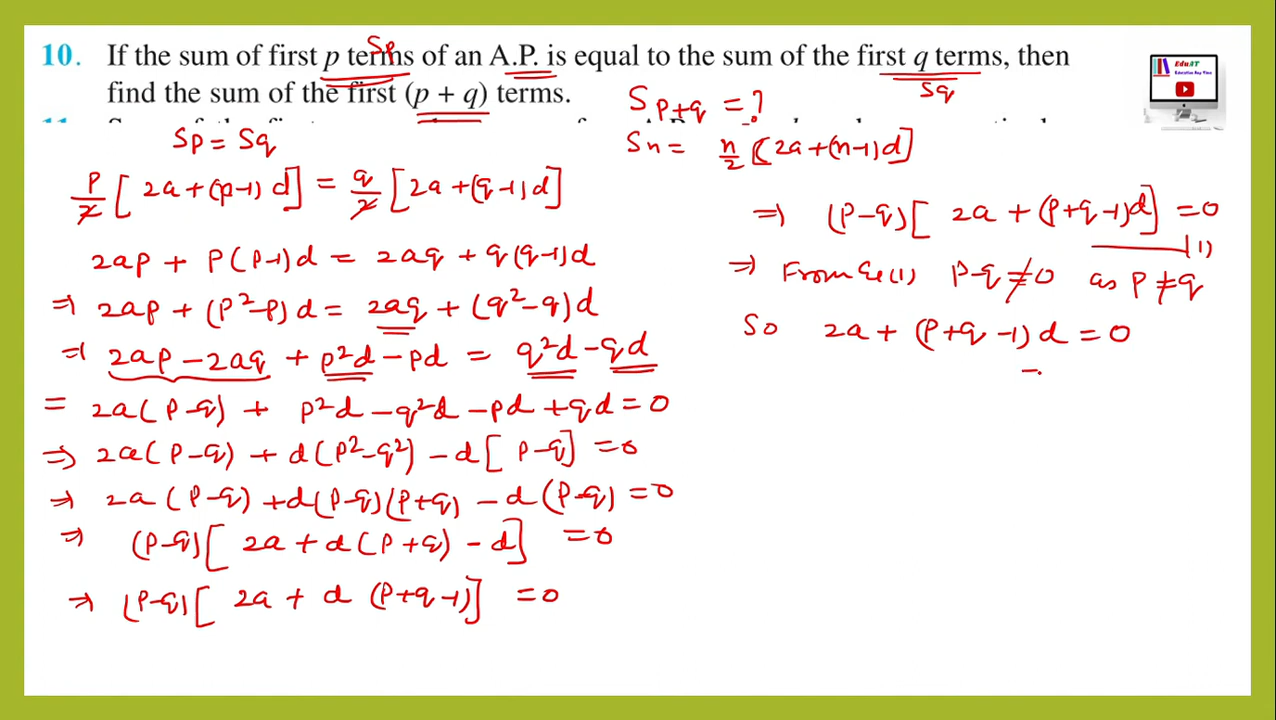 10. If the sum of first p terms of an A.P. is equal to the sum of the first q terms, then
find the sum of the first (p + q) terms.
Sp
Sq
EduAT
Education Any Time
S p+q = ?
Sn = n/2 [2a+(n-1)d]
Sp = Sq
p/2 [2a+(p-1)d] = q/2 [2a+(q-1)d]
2ap + p(p-1)d = 2aq + q(q-1)d
⇒ 2ap + (p²-p)d = 2aq + (q²-q)d
⇒ 2ap - 2aq + p²d - pd = q²d - qd
= 2a(p-q) + p²d - q²d - pd + qd = 0
⇒ 2a(p-q) + d(p²-q²) - d[p-q] = 0
⇒ 2a(p-q) + d(p-q)(p+q) - d(p-q) = 0
⇒ (p-q)[2a + d(p+q) - d] = 0
⇒ (p-q)[2a + d(p+q-1)] = 0
⇒ (p-q)[2a + (p+q-1)d] = 0
(1)
⇒ From Eq(1) p-q ≠ 0 as p ≠ q
So 2a + (p+q-1)d = 0